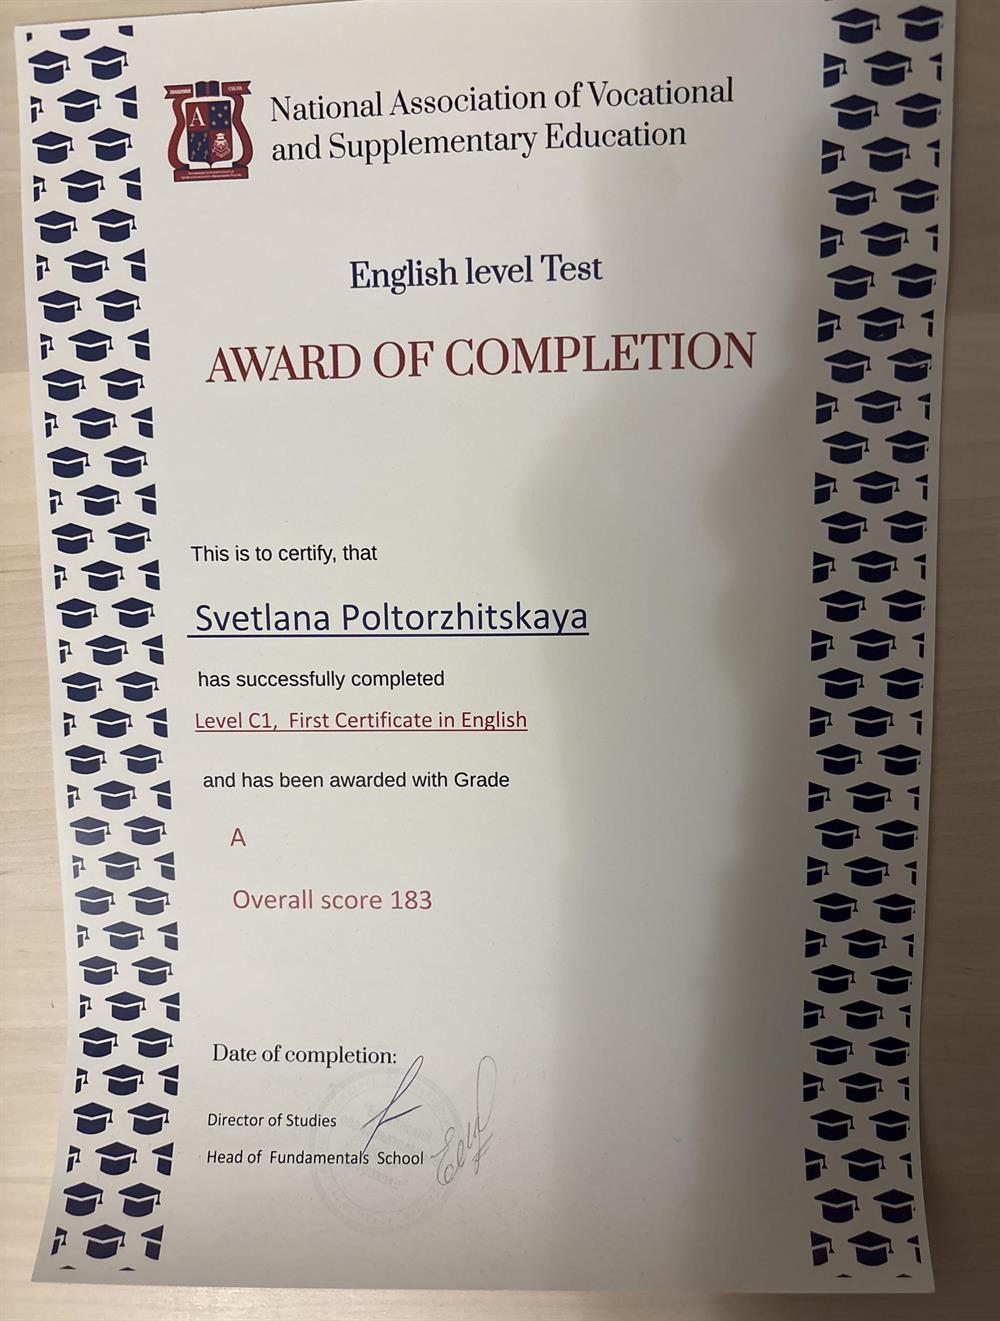 National Association of Vocational
and Supplementary Education
A
English level Test
AWARD OF COMPLETION
This is to certify, that
Svetlana Poltorzhitskaya
has successfully completed
Level C1, First Certificate in English
and has been awarded with Grade
A
Overall score 183
Date of completion:
Director of Studies
Head of Fundamentals School